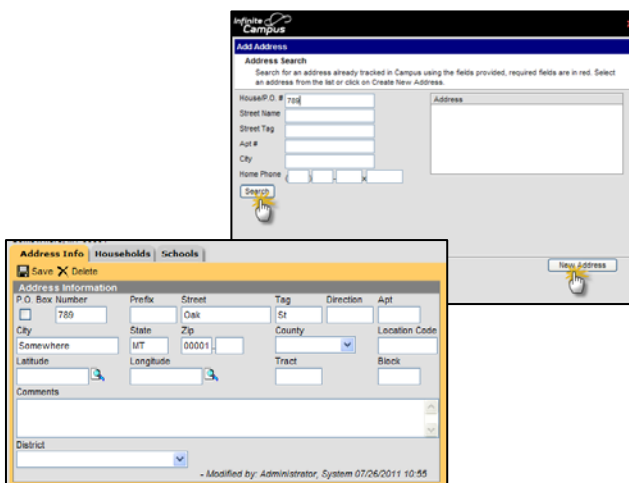 Infinite
Campus
Add Address
Address Search
Search for an address already tracked in Campus using the fields provided, required fields are in red. Select
an address from the list or click on Create New Address.
House/P.O. # 789
Street Name
Street Tag
Apt #
City
Home Phone ( ) - x
Search
Address
New Address
Address Info Households Schools
Save Delete
Address Information
P.O. Box Number Prefix Street Tag Direction Apt
789 Oak St
City State Zip County Location Code
Somewhere MT 00001 -
Latitude Longitude Tract Block
Comments
District
- Modified by: Administrator, System 07/26/2011 10:55